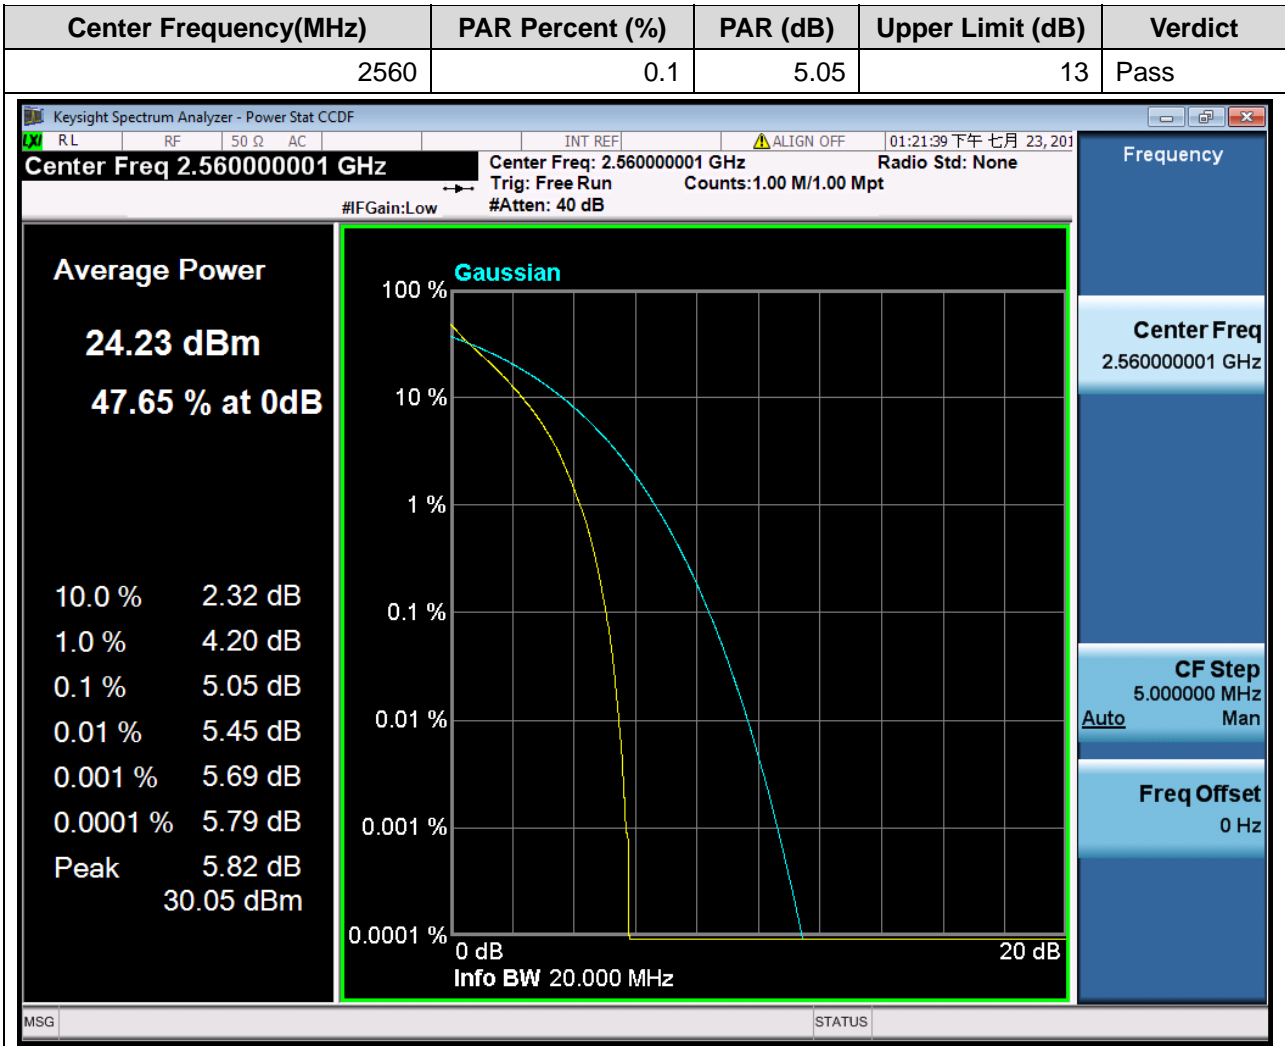 Center Frequency(MHz) PAR Percent (%) PAR (dB) Upper Limit (dB) Verdict
2560 0.1 5.05 13 Pass
Keysight Spectrum Analyzer - Power Stat CCDF
LXI RL RF 50 Ω AC INT REF ALIGN OFF 01:21:39 下午 七月 23, 201
Center Freq 2.560000001 GHz
#IFGain:Low
Center Freq: 2.560000001 GHz Radio Std: None
Trig: Free Run Counts:1.00 M/1.00 Mpt
#Atten: 40 dB
Average Power
24.23 dBm
47.65 % at 0dB
10.0 % 2.32 dB
1.0 % 4.20 dB
0.1 % 5.05 dB
0.01 % 5.45 dB
0.001 % 5.69 dB
0.0001 % 5.79 dB
Peak 5.82 dB
30.05 dBm
Gaussian
100 %
10 %
1 %
0.1 %
0.01 %
0.001 %
0.0001 %
0 dB 20 dB
Info BW 20.000 MHz
Frequency
Center Freq
2.560000001 GHz
CF Step
5.000000 MHz
Auto Man
Freq Offset
0 Hz
MSG STATUS